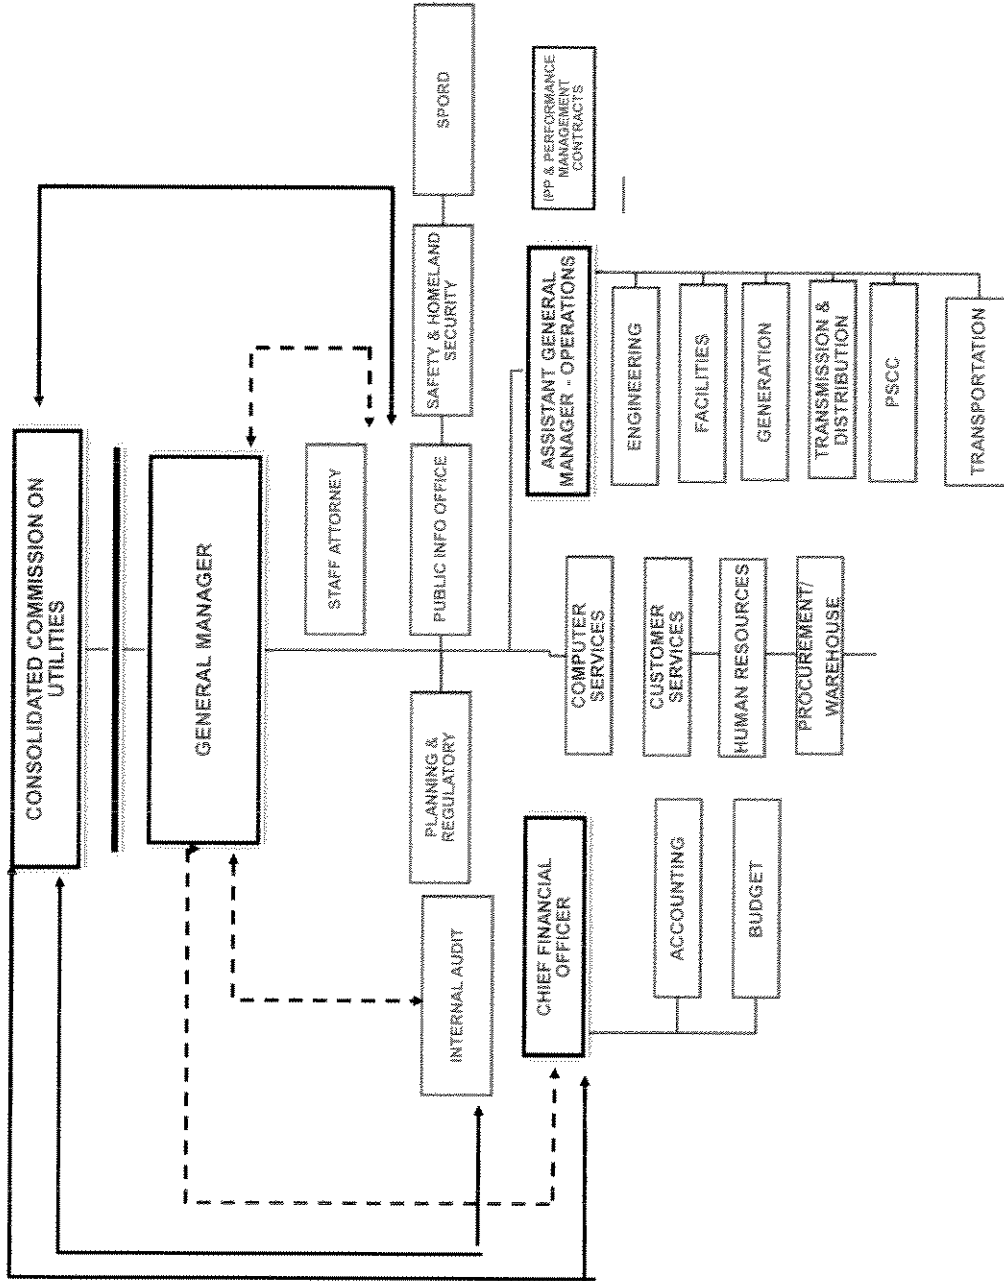 CONSOLIDATED COMMISSION ON
UTILITIES
GENERAL MANAGER
STAFF ATTORNEY
INTERNAL AUDIT
PLANNING &
REGULATORY
PUBLIC INFO OFFICE
SAFETY & HOMELAND
SECURITY
SPORD
CHIEF FINANCIAL
OFFICER
ACCOUNTING
BUDGET
COMPUTER
SERVICES
CUSTOMER
SERVICES
HUMAN RESOURCES
PROCUREMENT/
WAREHOUSE
ASSISTANT GENERAL
MANAGER - OPERATIONS
ENGINEERING
FACILITIES
GENERATION
TRANSMISSION &
DISTRIBUTION
PSCC
TRANSPORTATION
IPP & PERFORMANCE
MANAGEMENT
CONTRACTS